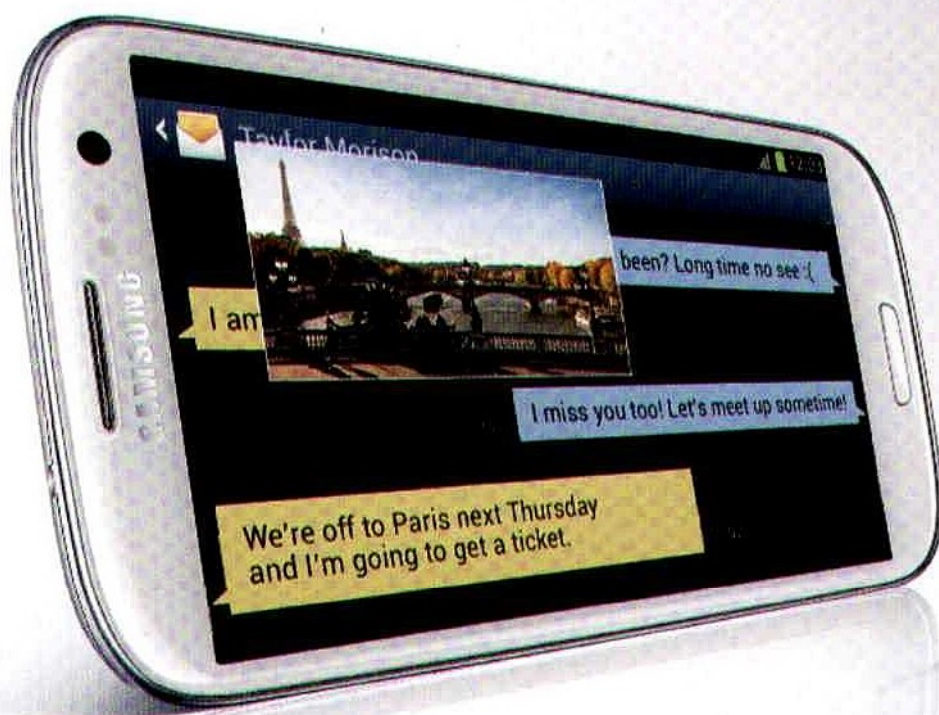 SAMSUNG
Taylor Morison
been? Long time no see :(
I am
I miss you too! Let's meet up sometime!
We're off to Paris next Thursday
and I'm going to get a ticket.